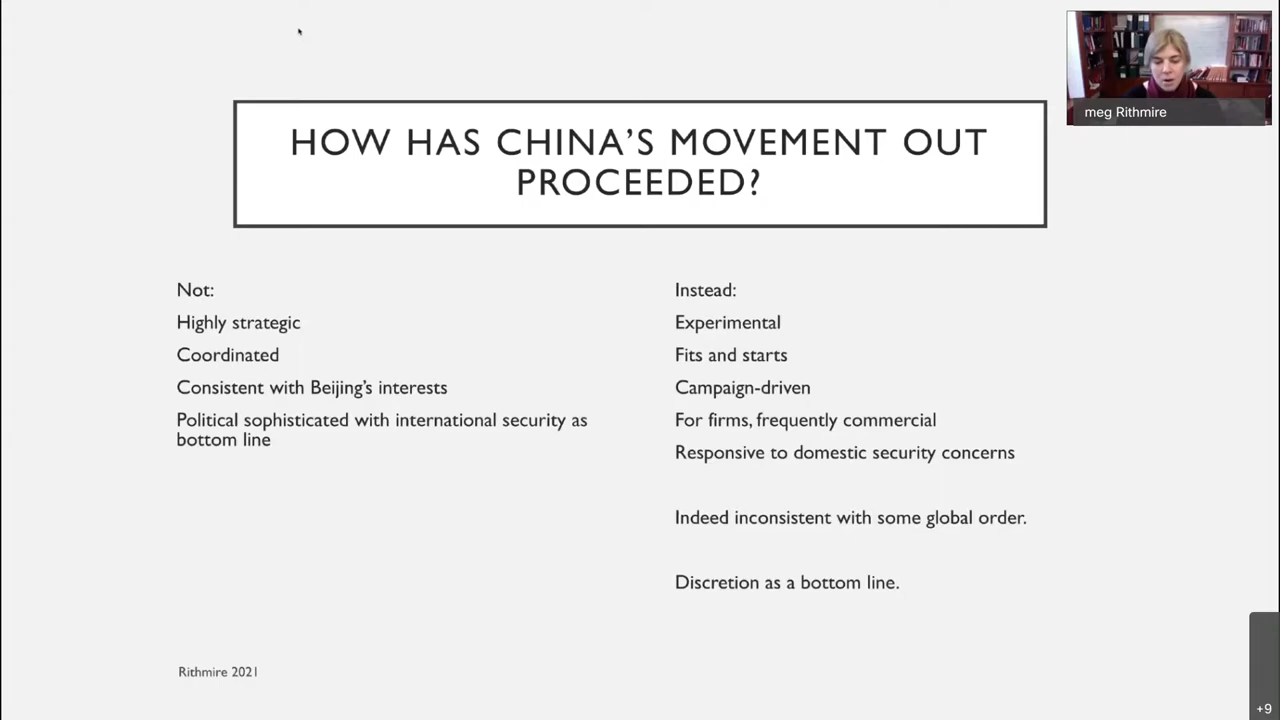 meg Rithmire
HOW HAS CHINA'S MOVEMENT OUT
PROCEEDED?
Not:
Highly strategic
Coordinated
Consistent with Beijing's interests
Political sophisticated with international security as
bottom line
Instead:
Experimental
Fits and starts
Campaign-driven
For firms, frequently commercial
Responsive to domestic security concerns
Indeed inconsistent with some global order.
Discretion as a bottom line.
Rithmire 2021
+9